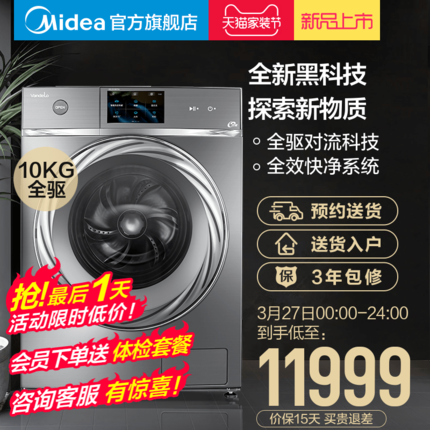 Midea 官方旗舰店
天猫家装节
新品上市
全新黑科技
探索新物质
全驱对流科技
全效快净系统
OPEN
10KG
全驱
预约送货
送货入户
保 3年包修
抢!最后1天
活动限时低价!
会员下单送 体检套餐
咨询客服 有惊喜!
3月27日00:00-24:00
到手低至:
11999
价保15天 买贵退差